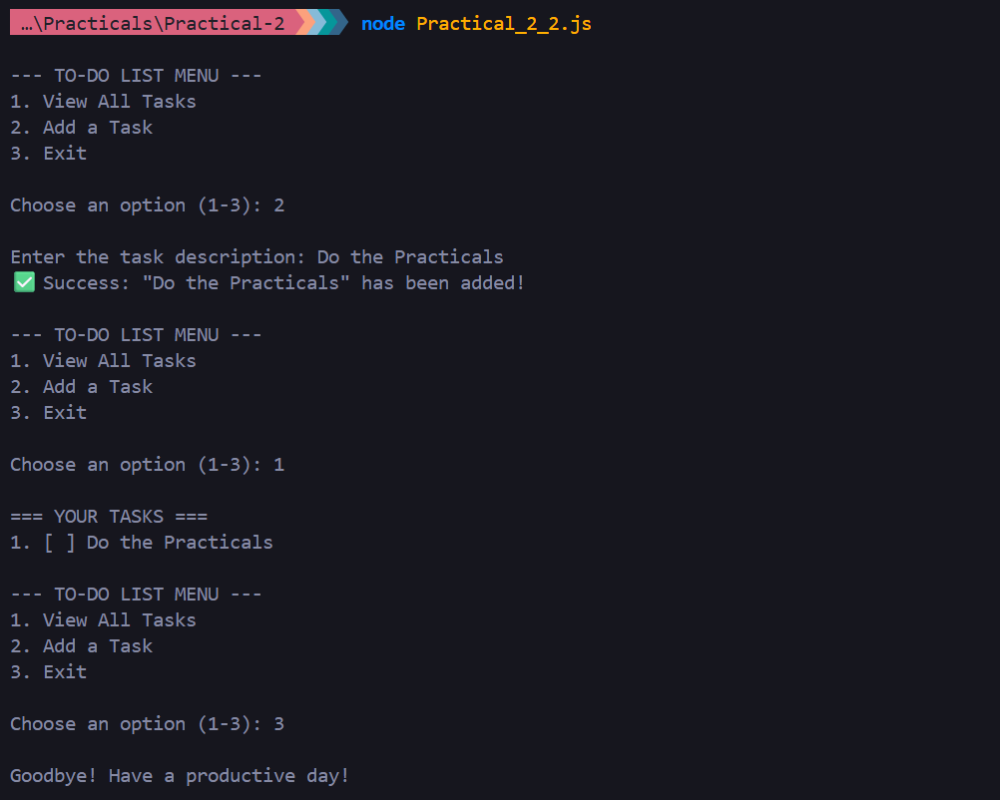 …\Practicals\Practical-2 node Practical_2_2.js
--- TO-DO LIST MENU ---
1. View All Tasks
2. Add a Task
3. Exit
Choose an option (1-3): 2
Enter the task description: Do the Practicals
✅ Success: "Do the Practicals" has been added!
--- TO-DO LIST MENU ---
1. View All Tasks
2. Add a Task
3. Exit
Choose an option (1-3): 1
=== YOUR TASKS ===
1. [ ] Do the Practicals
--- TO-DO LIST MENU ---
1. View All Tasks
2. Add a Task
3. Exit
Choose an option (1-3): 3
Goodbye! Have a productive day!